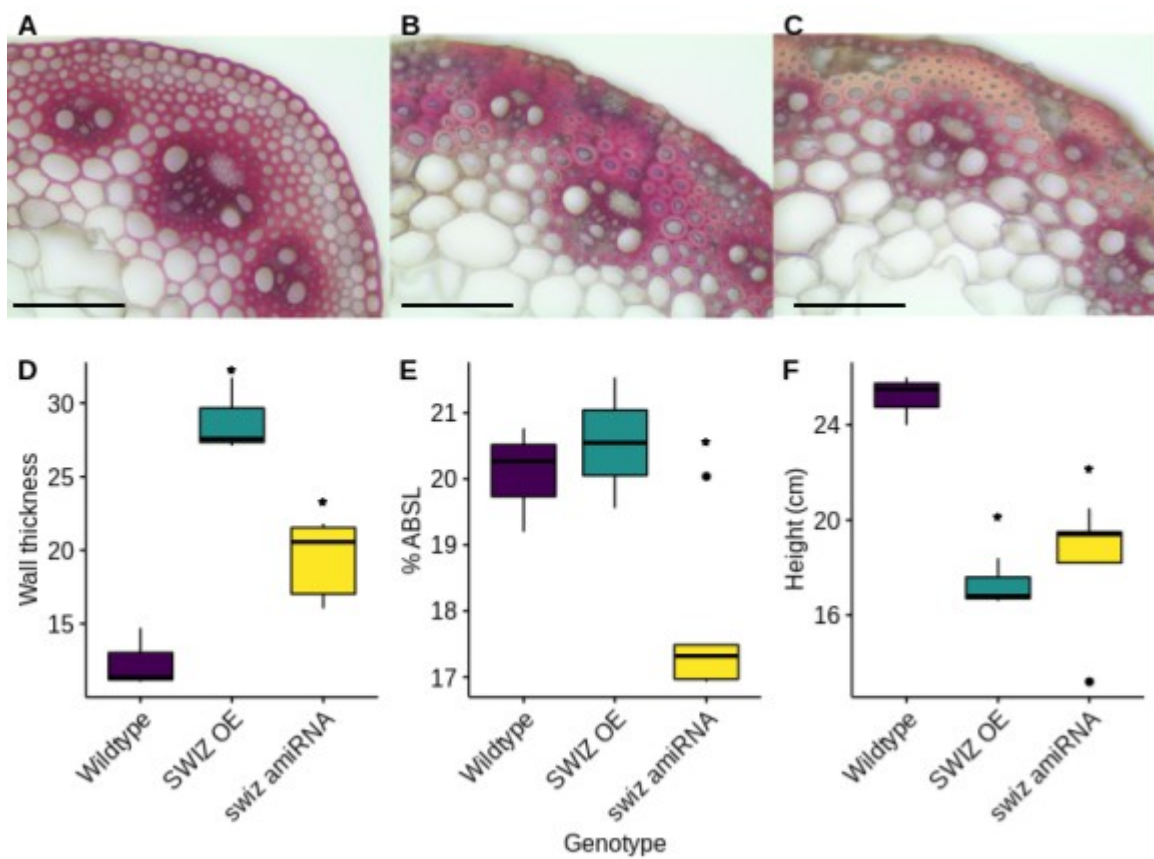 A
B
C
D
Wall thickness
30
25
20
15
Wildtype
SWIZ OE
swiz amiRNA
E
% ABSL
21
20
19
18
17
Wildtype
SWIZ OE
swiz amiRNA
F
Height (cm)
24
20
16
Wildtype
SWIZ OE
swiz amiRNA
Genotype